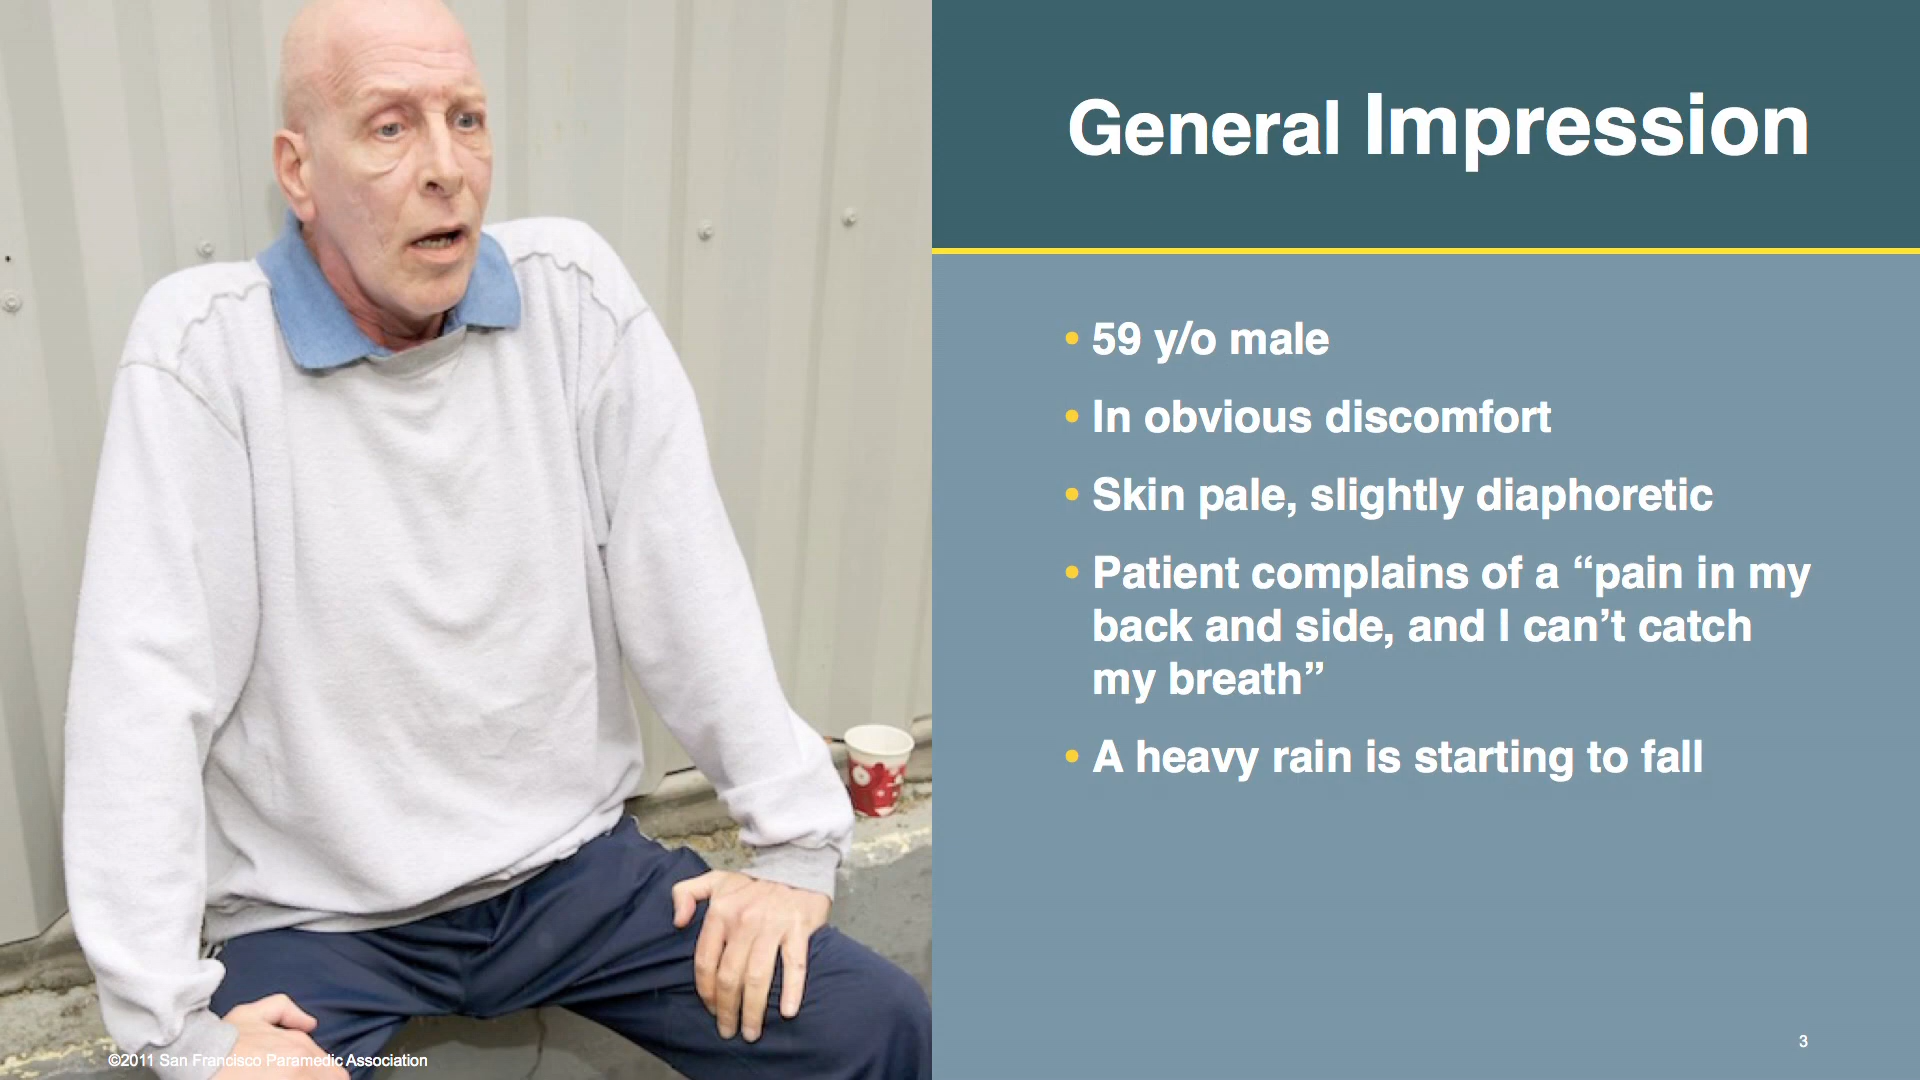 General Impression
• 59 y/o male
• In obvious discomfort
• Skin pale, slightly diaphoretic
• Patient complains of a “pain in my
back and side, and I can’t catch
my breath”
• A heavy rain is starting to fall
©2011 San Francisco Paramedic Association
3